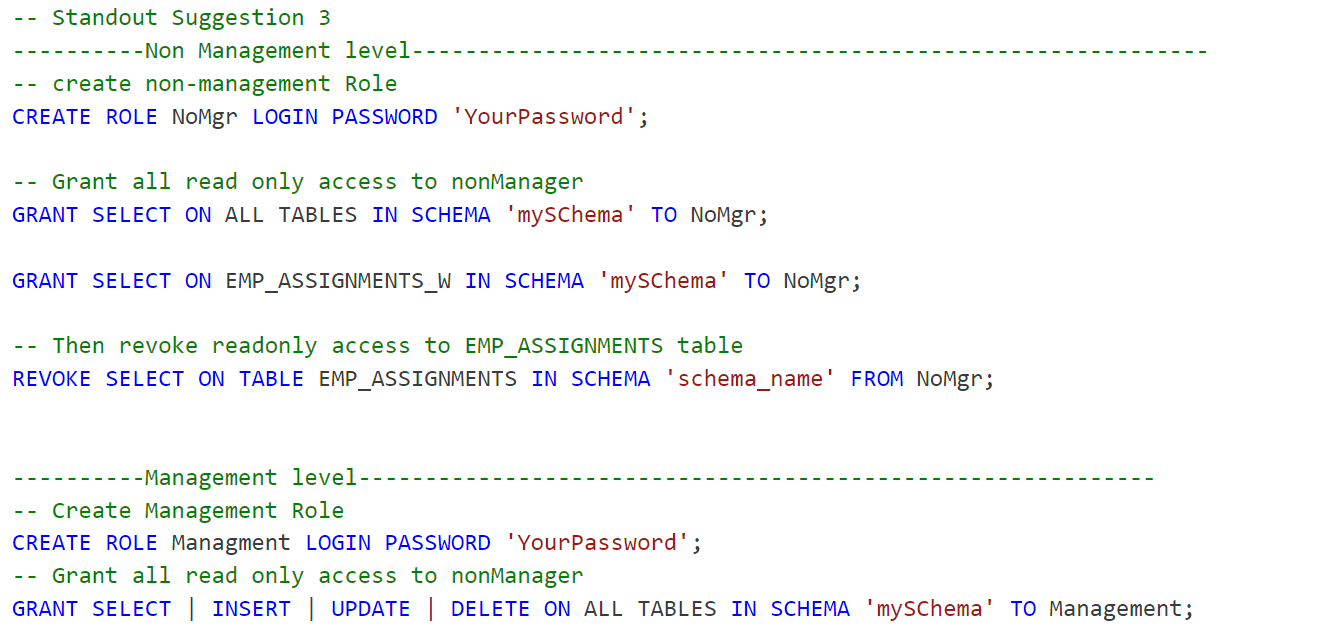 -- Standout Suggestion 3
----------Non Management level------------------------------------------------------------
-- create non-management Role
CREATE ROLE NoMgr LOGIN PASSWORD 'YourPassword';
-- Grant all read only access to nonManager
GRANT SELECT ON ALL TABLES IN SCHEMA 'mySChema' TO NoMgr;
GRANT SELECT ON EMP_ASSIGNMENTS_W IN SCHEMA 'mySChema' TO NoMgr;
-- Then revoke readonly access to EMP_ASSIGNMENTS table
REVOKE SELECT ON TABLE EMP_ASSIGNMENTS IN SCHEMA 'schema_name' FROM NoMgr;
----------Management level------------------------------------------------------------
-- Create Management Role
CREATE ROLE Managment LOGIN PASSWORD 'YourPassword';
-- Grant all read only access to nonManager
GRANT SELECT | INSERT | UPDATE | DELETE ON ALL TABLES IN SCHEMA 'mySChema' TO Management;